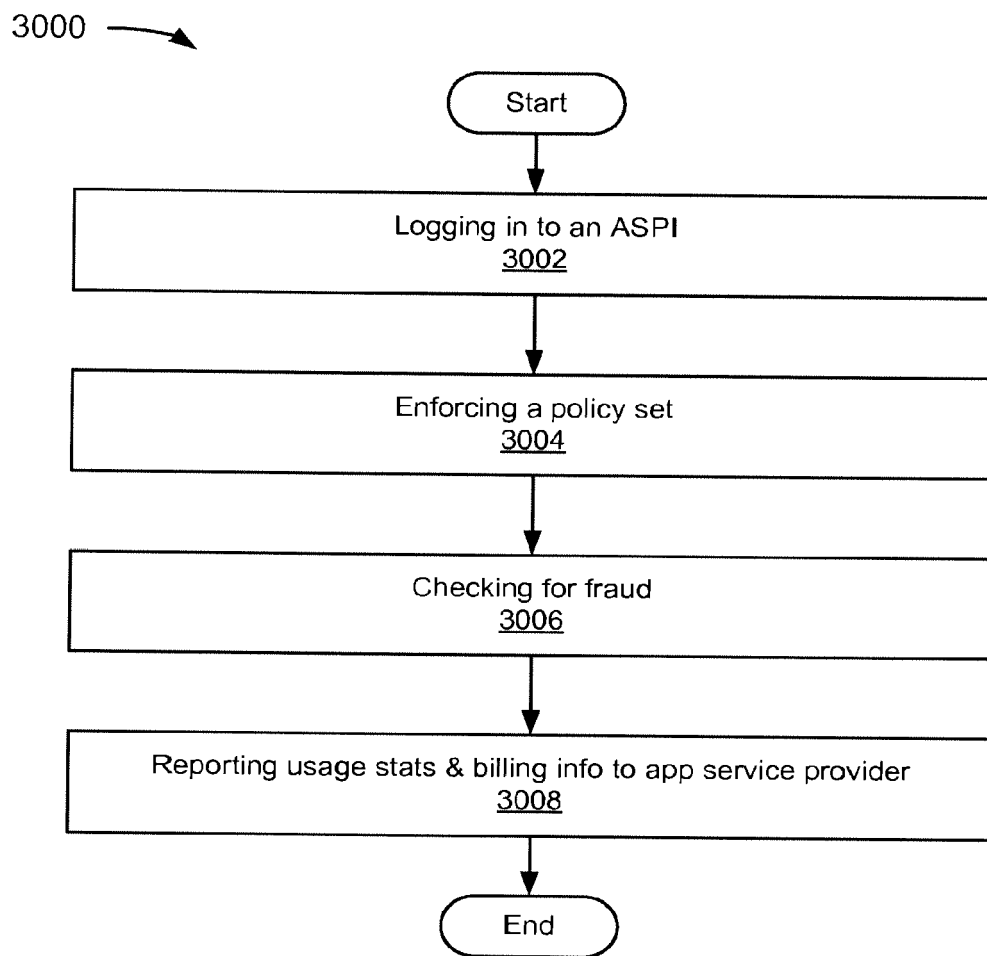 3000
Start
Logging in to an ASPI
3002
Enforcing a policy set
3004
Checking for fraud
3006
Reporting usage stats & billing info to app service provider
3008
End